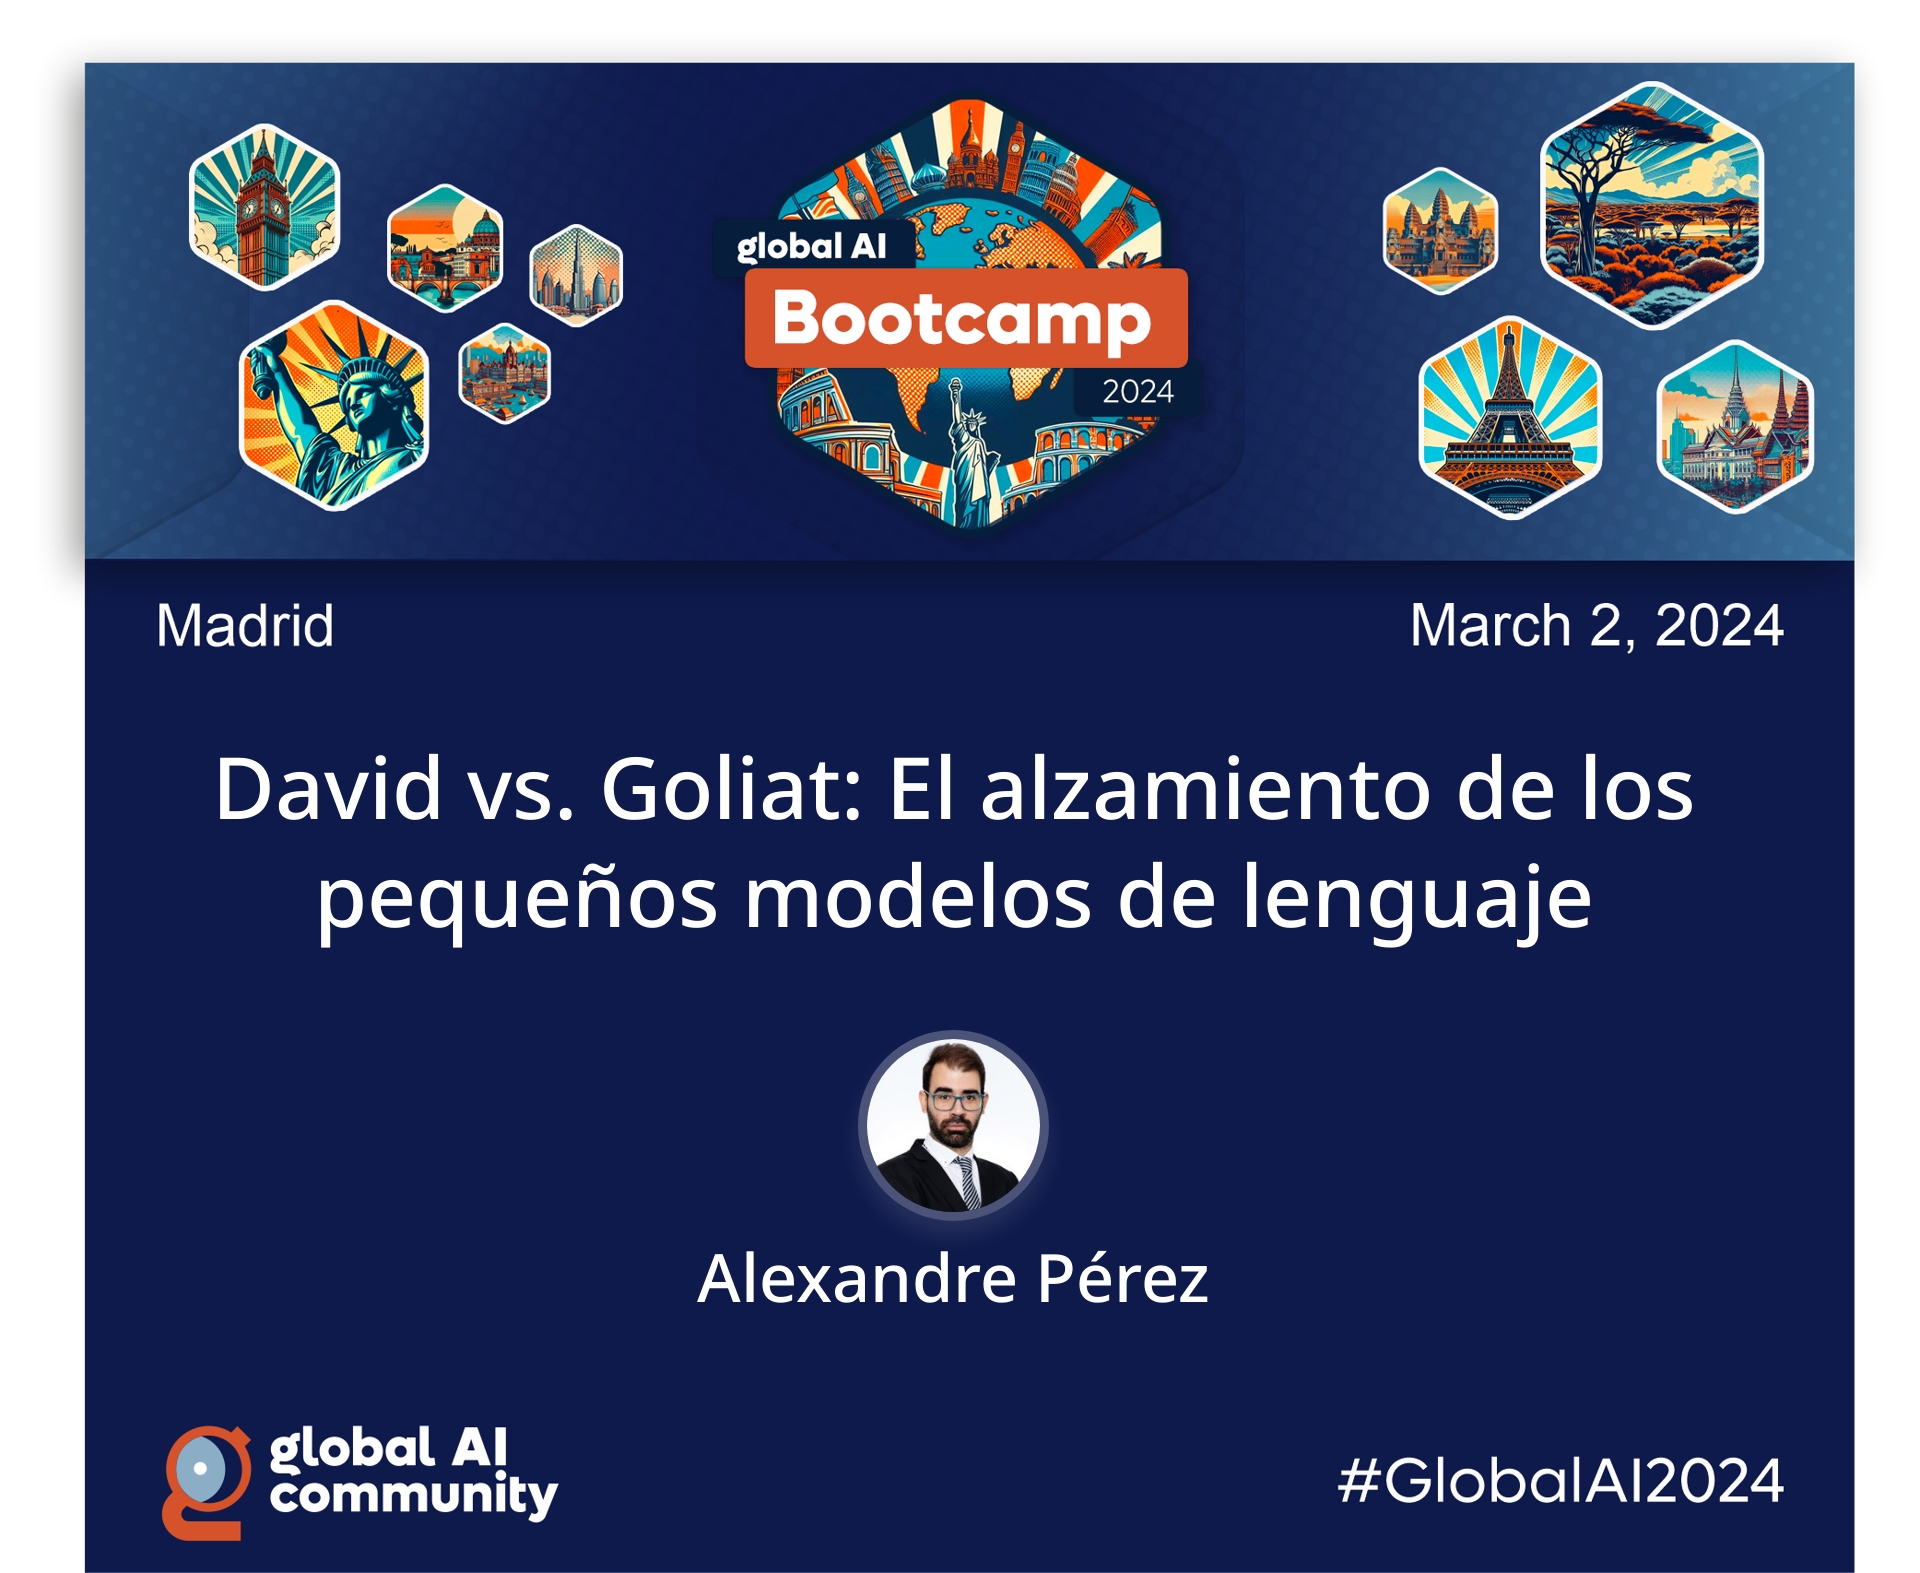 global AI
Bootcamp
2024
Madrid
March 2, 2024
David vs. Goliat: El alzamiento de los
pequeños modelos de lenguaje
Alexandre Pérez
global AI
community
#GlobalAI2024